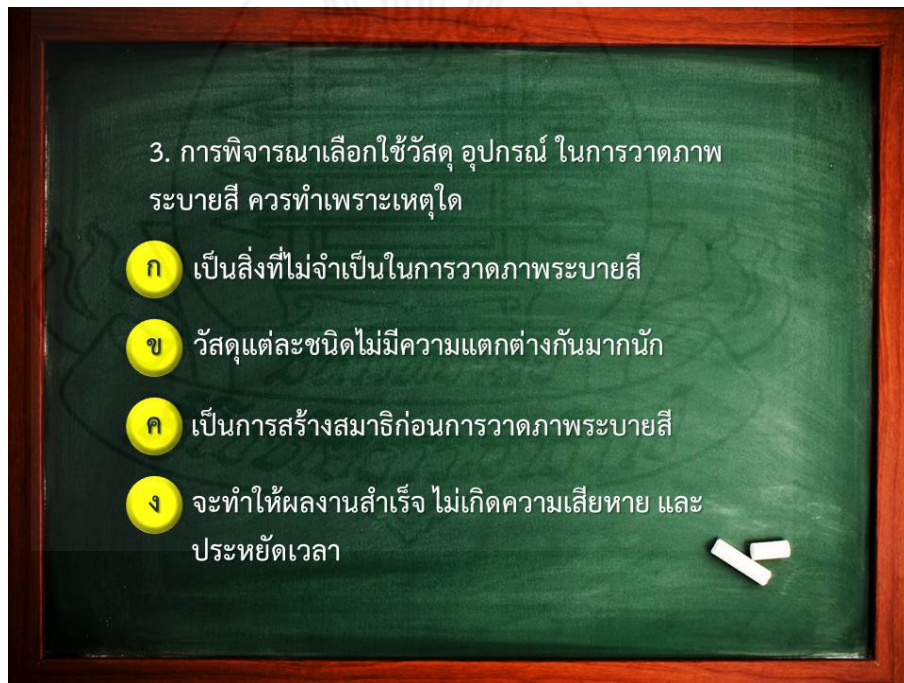 3. การพิจารณาเลือกใช้วัสดุ อุปกรณ์ ในการวาดภาพ
ระบายสี ควรทำเพราะเหตุใด
ก เป็นสิ่งที่ไม่จำเป็นในการวาดภาพระบายสี
ข วัสดุแต่ละชนิดไม่มีความแตกต่างกันมากนัก
ค เป็นการสร้างสมาธิก่อนการวาดภาพระบายสี
ง จะทำให้ผลงานสำเร็จ ไม่เกิดความเสียหาย และ
ประหยัดเวลา